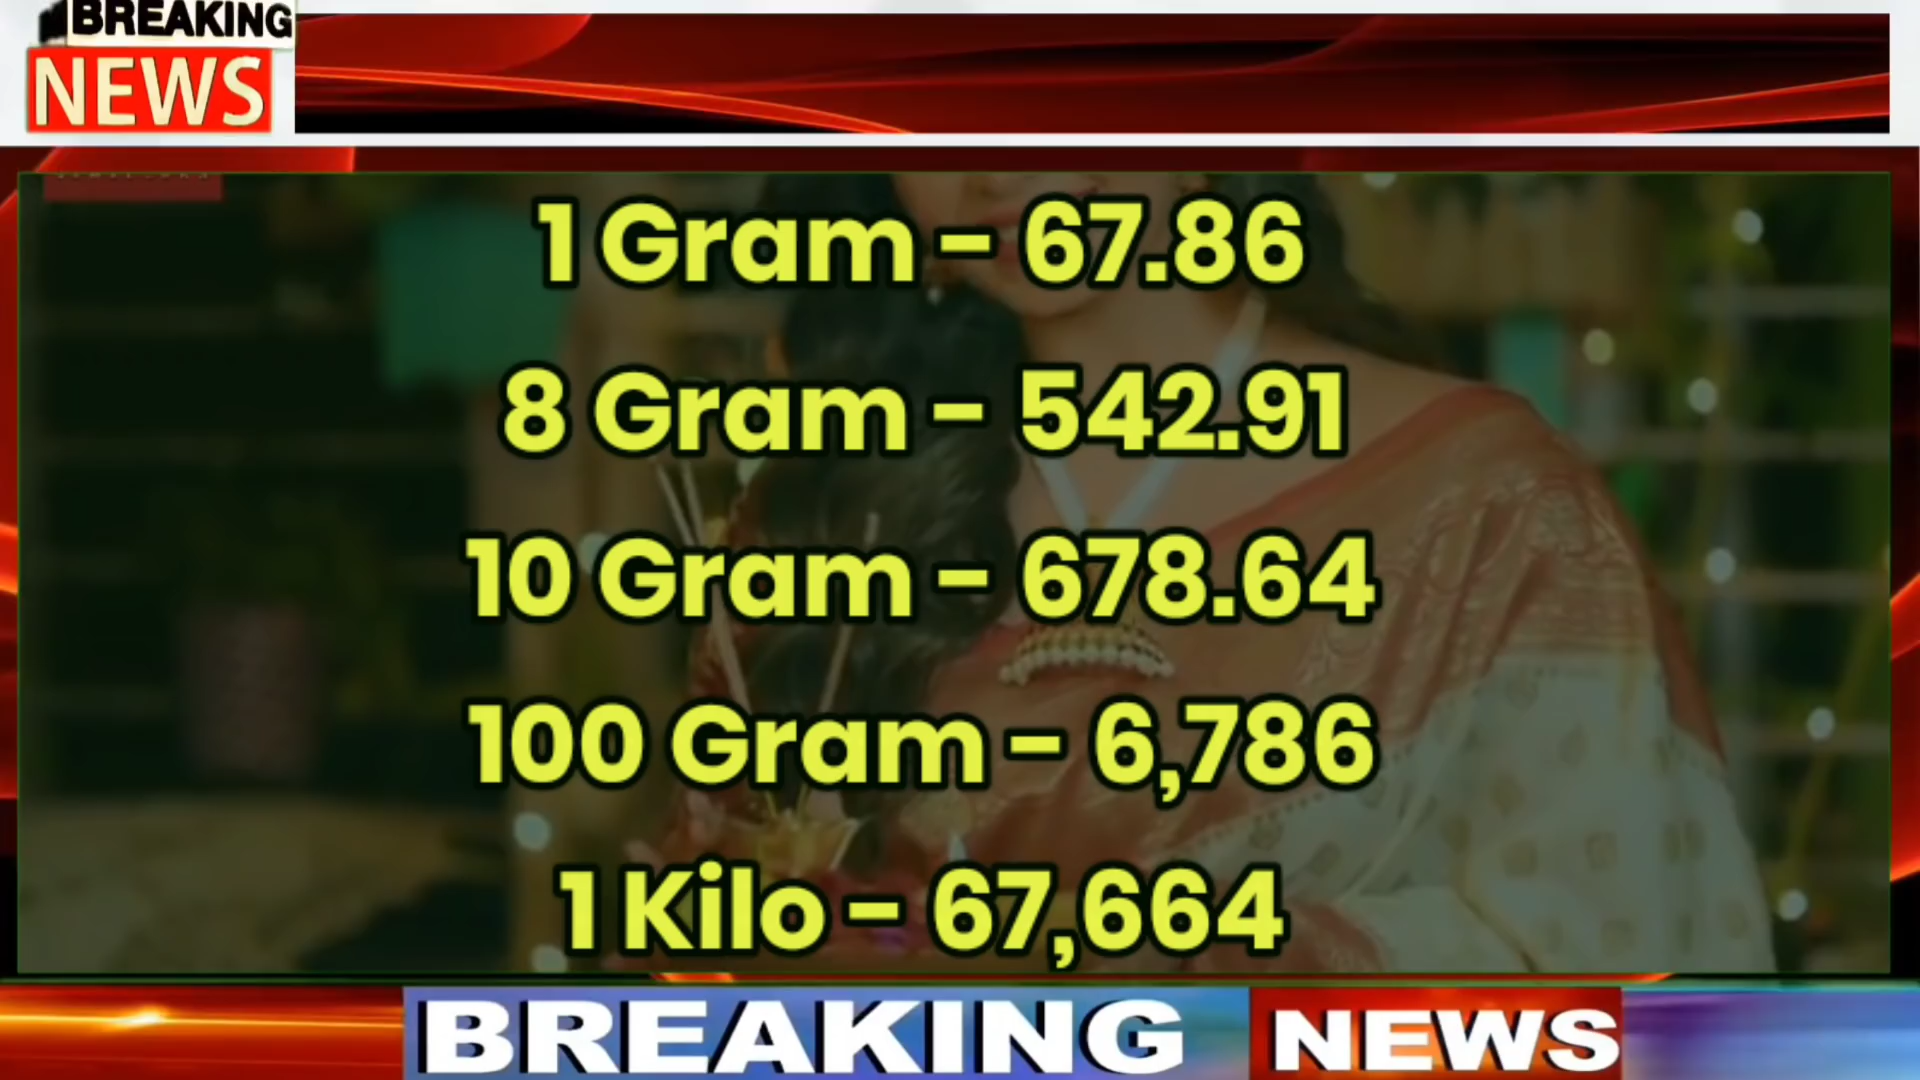 BREAKING
NEWS
1 Gram - 67.86
8 Gram - 542.91
10 Gram - 678.64
100 Gram - 6,786
1 Kilo - 67,664
BREAKING NEWS